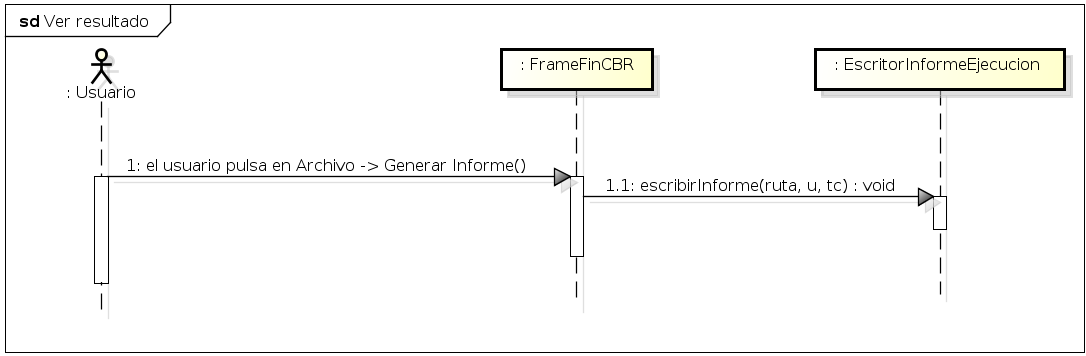 sd Ver resultado
: Usuario
: FrameFinCBR
: EscritorInformeEjecucion
1: el usuario pulsa en Archivo -> Generar Informe()
1.1: escribirInforme(ruta, u, tc) : void